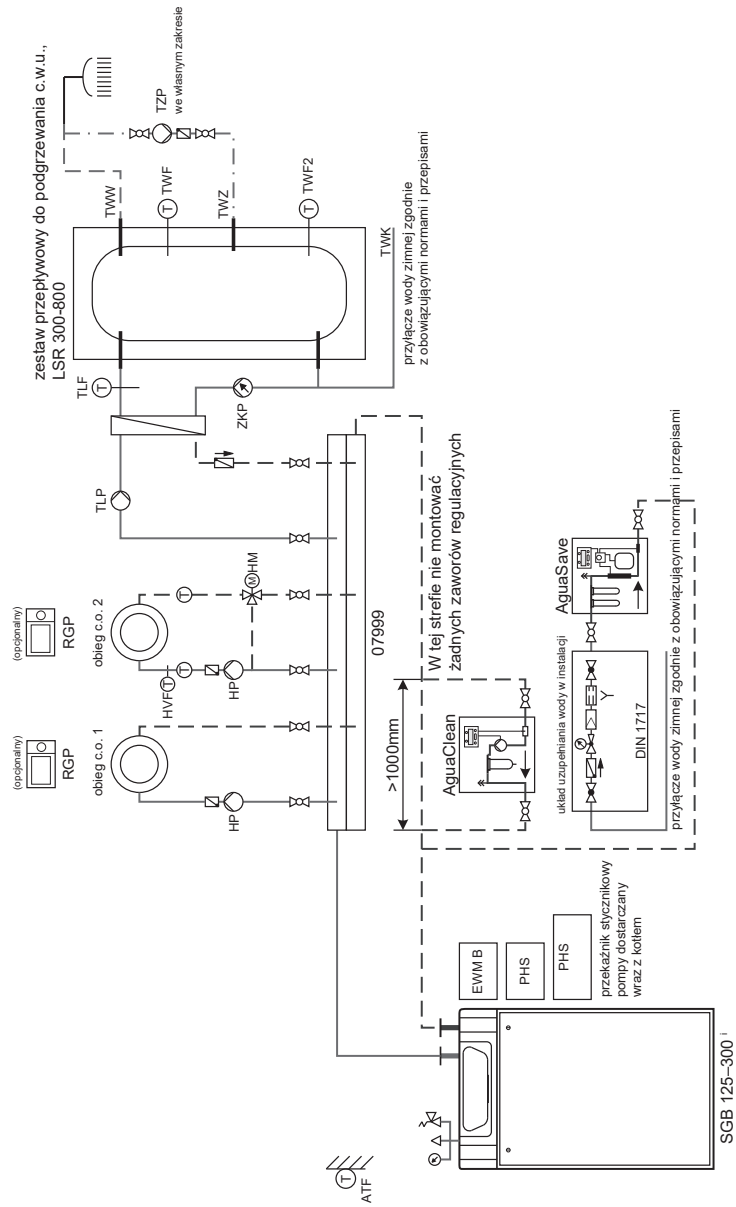 zestaw przepływowy do podgrzewania c.w.u.,
LSR 300-800
TZP
we własnym zakresie
TWW
T
TWF
TWZ
T
TWF2
TWK
przyłącze wody zimnej zgodnie
z obowiązującymi normami i przepisami
TLF
T
ZKP
TLP
(opcjonalny)
RGP
obieg c.o. 2
T
T
HVF
T
HP
M
HM
(opcjonalny)
RGP
obieg c.o. 1
HP
07999
W tej strefie nie montować
żadnych zaworów regulacyjnych
>1000mm
AguaClean
AguaSave
układ uzupełniania wody w instalacji
DIN 1717
przyłącze wody zimnej zgodnie z obowiązującymi normami i przepisami
EWM B
PHS
PHS
przekaźnik stycznikowy
pompy dostarczany
wraz z kotłem
T
ATF
SGB 125–300 i